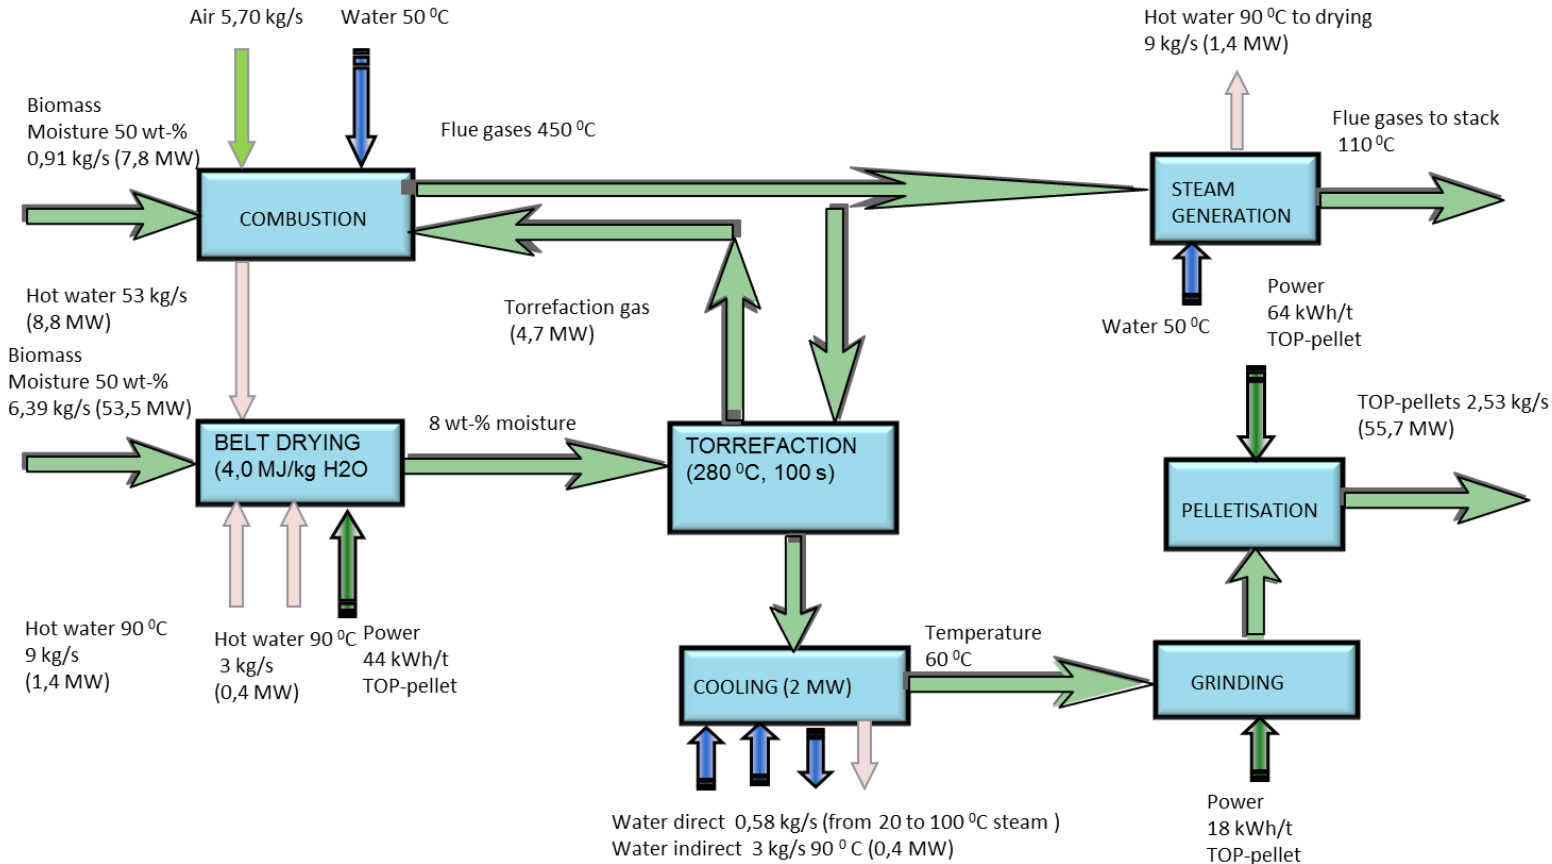 Air 5,70 kg/s
Water 50 ⁰C
Hot water 90 ⁰C to drying
9 kg/s (1,4 MW)
Biomass
Moisture 50 wt-%
0,91 kg/s (7,8 MW)
Flue gases 450 ⁰C
Flue gases to stack
110 ⁰C
COMBUSTION
STEAM
GENERATION
Hot water 53 kg/s
(8,8 MW)
Torrefaction gas
(4,7 MW)
Water 50 ⁰C
Power
64 kWh/t
TOP-pellet
Biomass
Moisture 50 wt-%
6,39 kg/s (53,5 MW)
BELT DRYING
(4,0 MJ/kg H2O
8 wt-% moisture
TORREFACTION
(280 ⁰C, 100 s)
TOP-pellets 2,53 kg/s
(55,7 MW)
PELLETISATION
Hot water 90 ⁰C
9 kg/s
(1,4 MW)
Hot water 90 ⁰C
3 kg/s
(0,4 MW)
Power
44 kWh/t
TOP-pellet
COOLING (2 MW)
Temperature
60 ⁰C
GRINDING
Water direct 0,58 kg/s (from 20 to 100 ⁰C steam )
Water indirect 3 kg/s 90 ⁰ C (0,4 MW)
Power
18 kWh/t
TOP-pellet